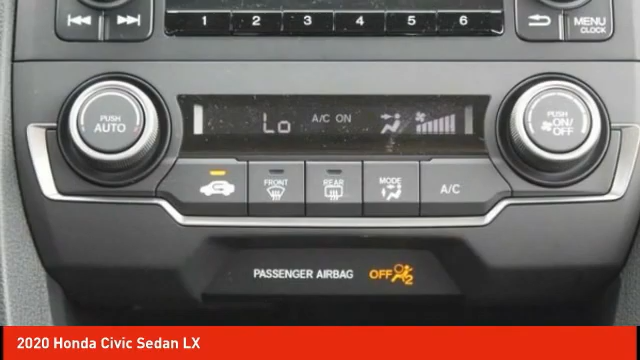 1 2 3 4 5 6
MENU
CLOCK
PUSH
AUTO
Lo A/C ON
PUSH
ON/
OFF
FRONT
REAR
MODE
A/C
PASSENGER AIRBAG OFF 2
2020 Honda Civic Sedan LX